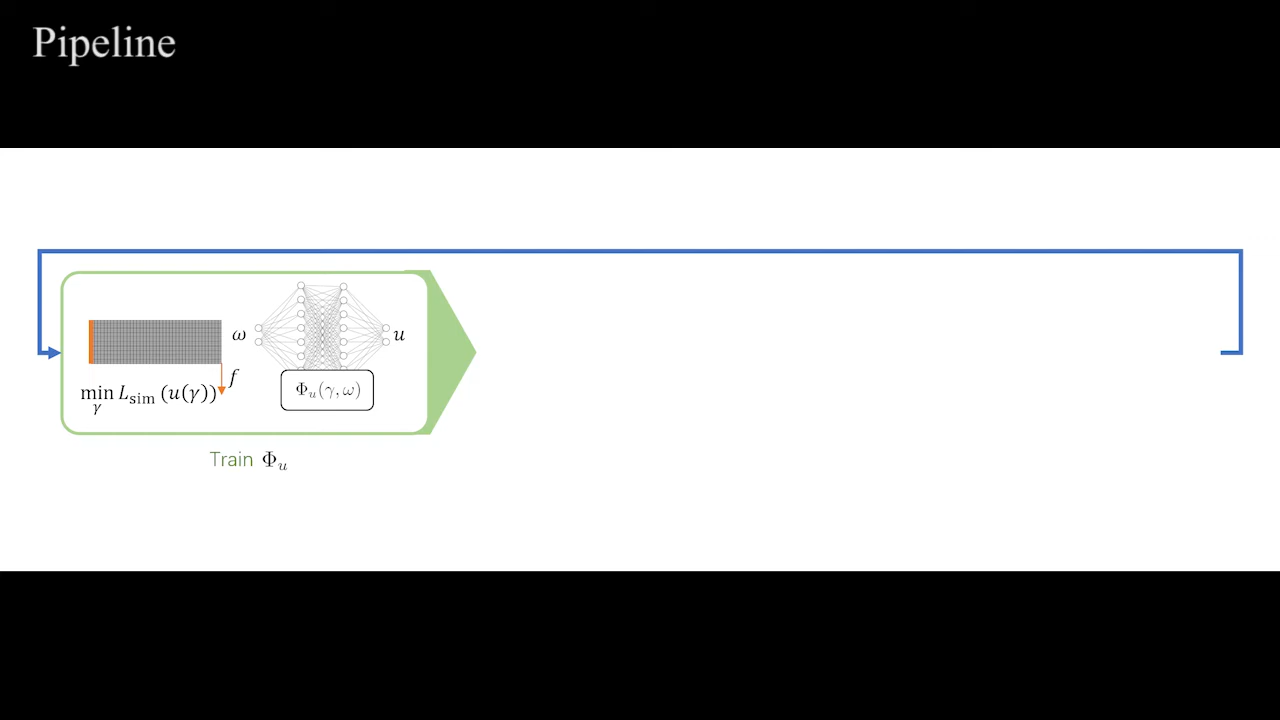 Pipeline
ω
u
f
min L_sim (u(γ))
γ
Φ_u(γ, ω)
Train Φ_u